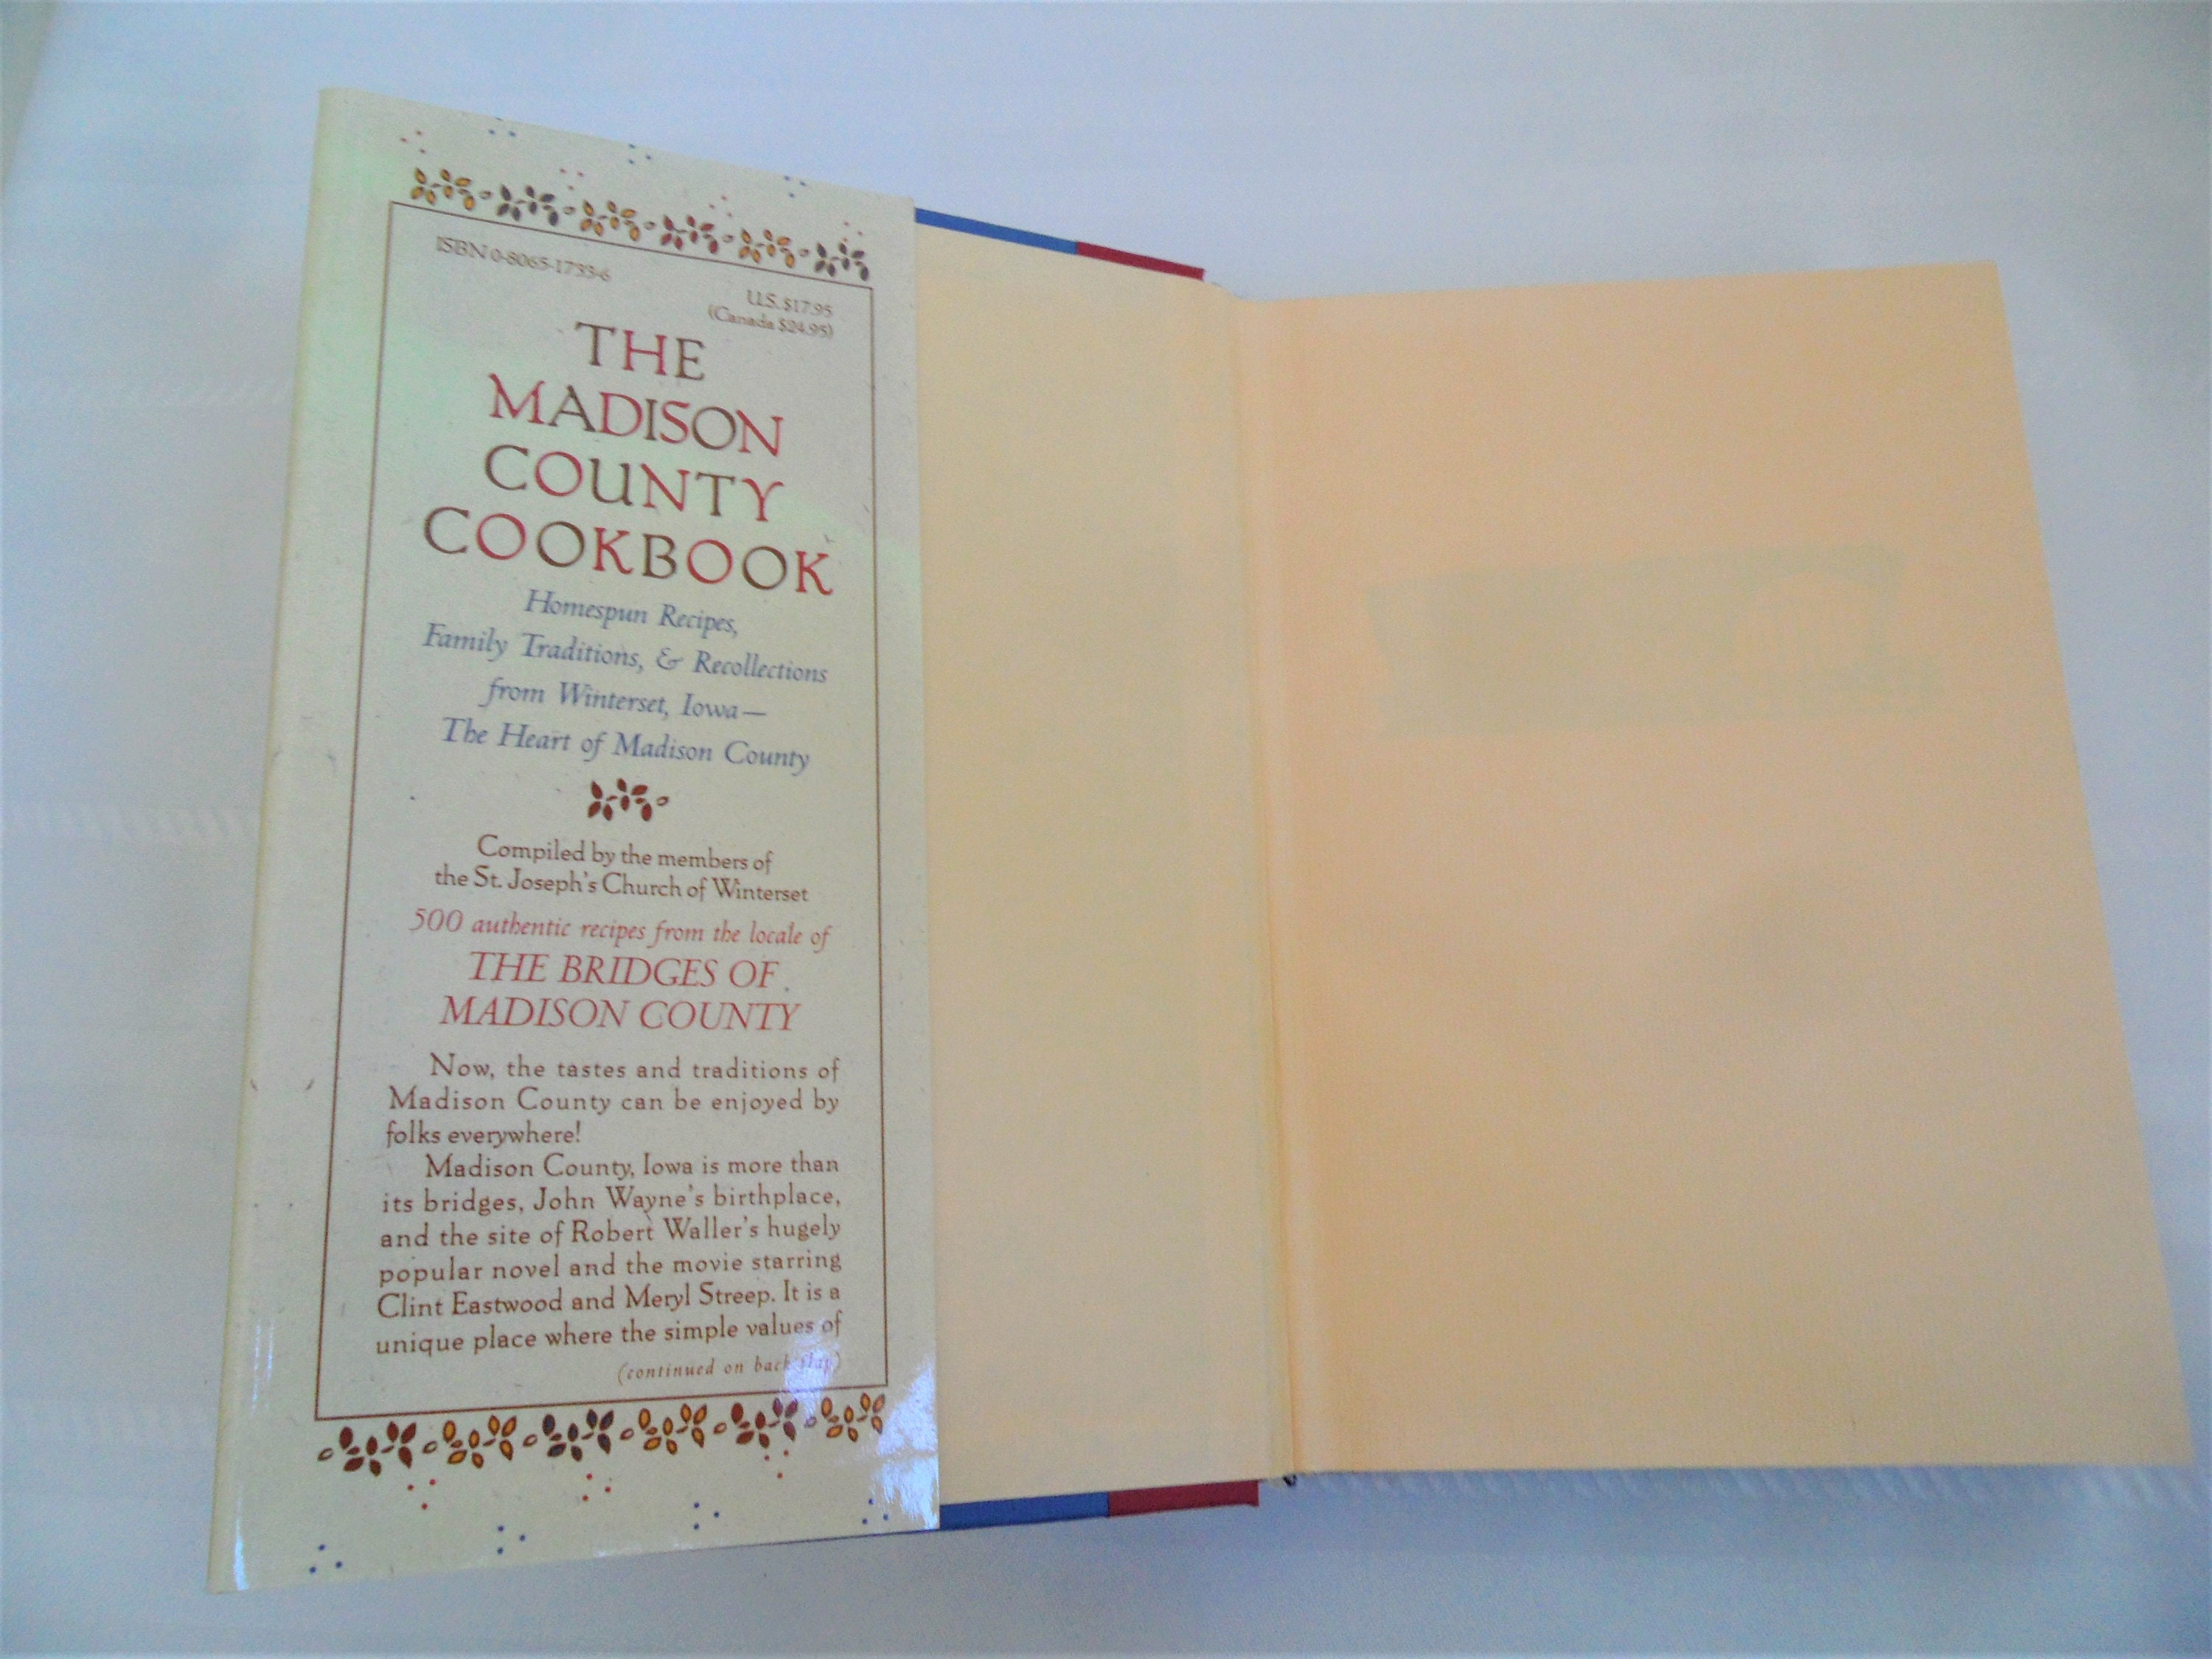 ISBN 0-8065-1733-6
U.S. $17.95
(Canada $24.95)
THE
MADISON
COUNTY
COOKBOOK
Homespun Recipes,
Family Traditions, & Recollections
from Winterset, Iowa—
The Heart of Madison County
Compiled by the members of
the St. Joseph's Church of Winterset
500 authentic recipes from the locale of
THE BRIDGES OF
MADISON COUNTY
Now, the tastes and traditions of
Madison County can be enjoyed by
folks everywhere!
Madison County, Iowa is more than
its bridges, John Wayne's birthplace,
and the site of Robert Waller's hugely
popular novel and the movie starring
Clint Eastwood and Meryl Streep. It is a
unique place where the simple values of
(continued on back flap)